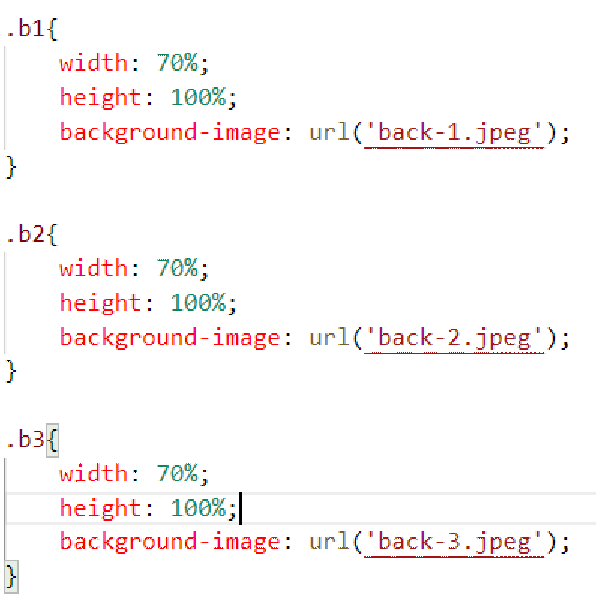 .b1{
width: 70%;
height: 100%;
background-image: url('back-1.jpeg');
}
.b2{
width: 70%;
height: 100%;
background-image: url('back-2.jpeg');
}
.b3{
width: 70%;
height: 100%;
background-image: url('back-3.jpeg');
}